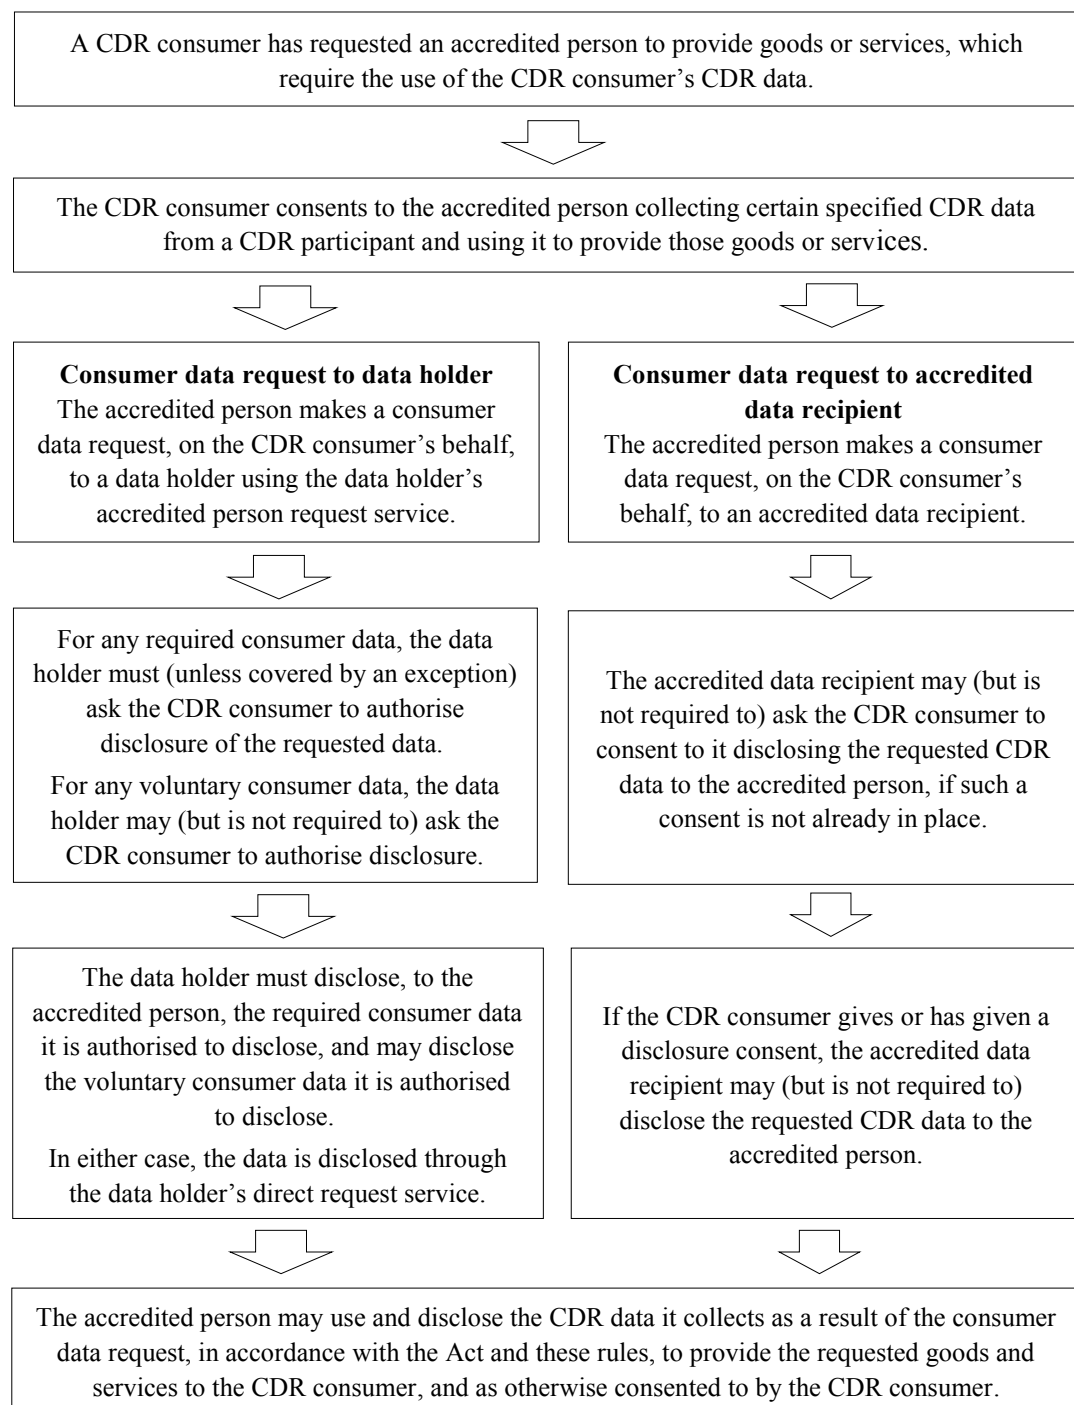 A CDR consumer has requested an accredited person to provide goods or services, which
require the use of the CDR consumer’s CDR data.
The CDR consumer consents to the accredited person collecting certain specified CDR data
from a CDR participant and using it to provide those goods or services.
Consumer data request to data holder
The accredited person makes a consumer
data request, on the CDR consumer’s behalf,
to a data holder using the data holder’s
accredited person request service.
Consumer data request to accredited
data recipient
The accredited person makes a consumer
data request, on the CDR consumer’s
behalf, to an accredited data recipient.
For any required consumer data, the data
holder must (unless covered by an exception)
ask the CDR consumer to authorise
disclosure of the requested data.
For any voluntary consumer data, the data
holder may (but is not required to) ask the
CDR consumer to authorise disclosure.
The accredited data recipient may (but is
not required to) ask the CDR consumer to
consent to it disclosing the requested CDR
data to the accredited person, if such a
consent is not already in place.
The data holder must disclose, to the
accredited person, the required consumer data
it is authorised to disclose, and may disclose
the voluntary consumer data it is authorised
to disclose.
In either case, the data is disclosed through
the data holder’s direct request service.
If the CDR consumer gives or has given a
disclosure consent, the accredited data
recipient may (but is not required to)
disclose the requested CDR data to the
accredited person.
The accredited person may use and disclose the CDR data it collects as a result of the consumer
data request, in accordance with the Act and these rules, to provide the requested goods and
services to the CDR consumer, and as otherwise consented to by the CDR consumer.